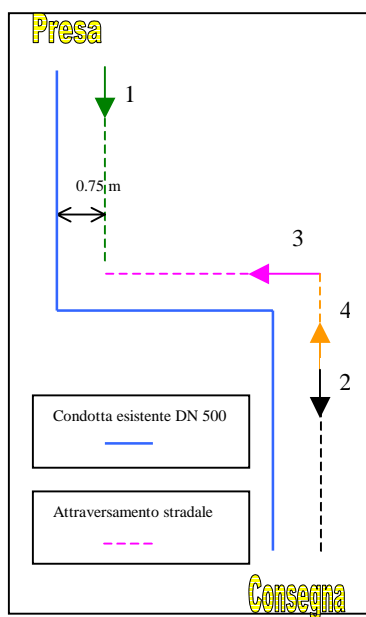 Presa
1
0.75 m
3
4
2
Condotta esistente DN 500
Attraversamento stradale
Consegna